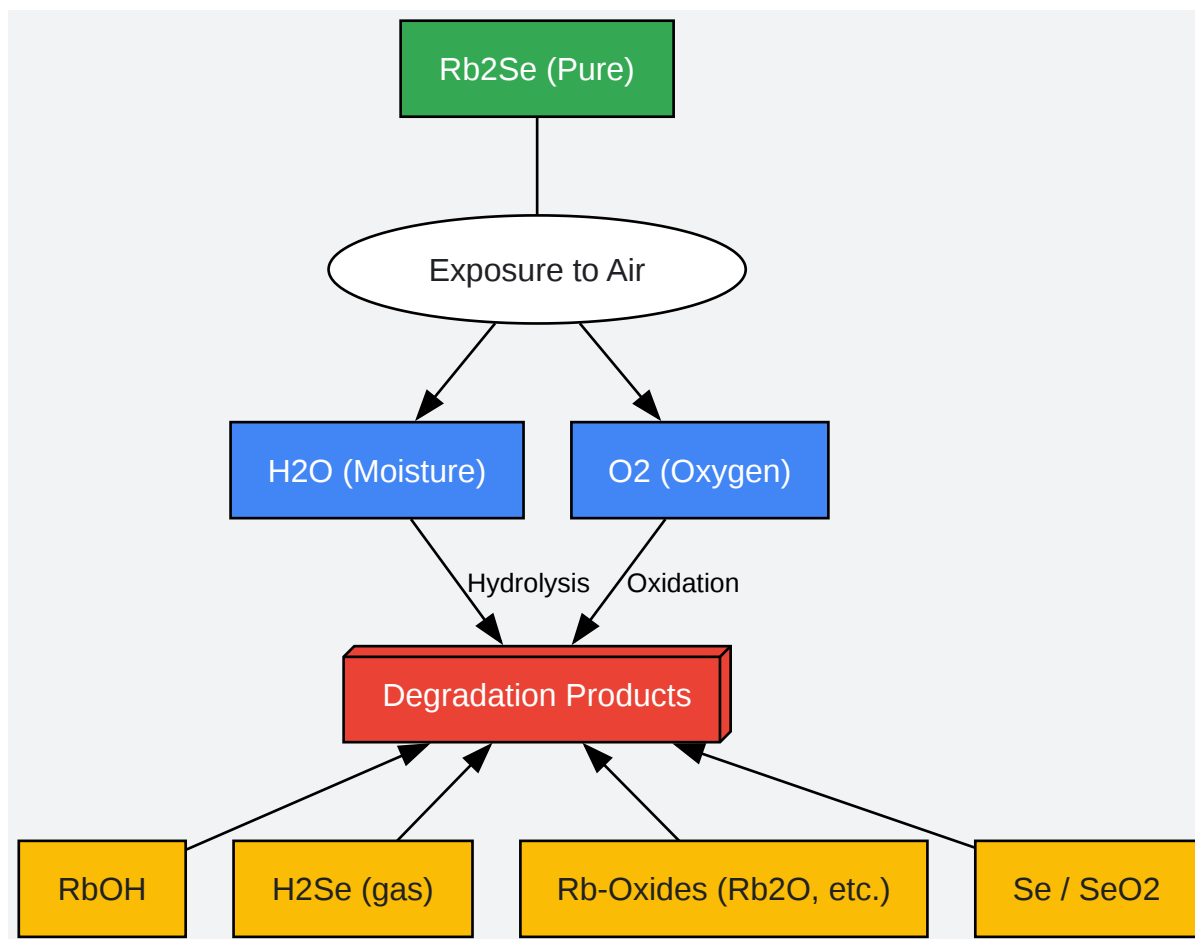 Rb2Se (Pure)
Exposure to Air
H2O (Moisture)
O2 (Oxygen)
Hydrolysis
Oxidation
Degradation Products
RbOH
H2Se (gas)
Rb-Oxides (Rb2O, etc.)
Se / SeO2